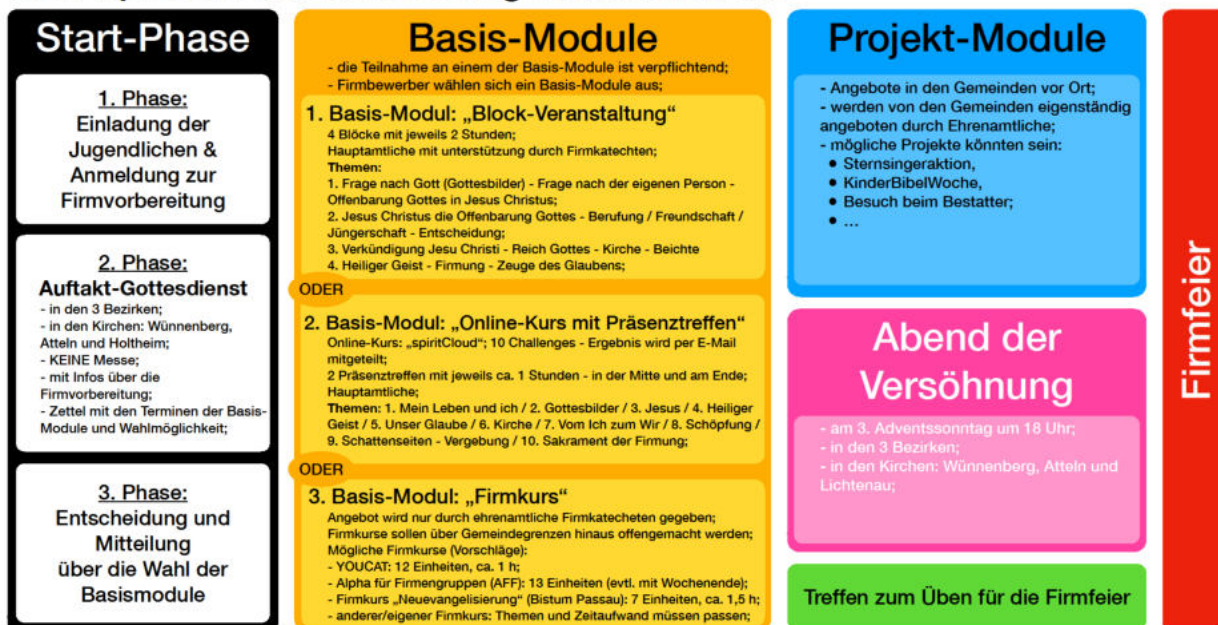 Start-Phase
1. Phase:
Einladung der
Jugendlichen &
Anmeldung zur
Firmvorbereitung
2. Phase:
Auftakt-Gottesdienst
- in den 3 Bezirken;
- in den Kirchen: Wünnenberg,
Atteln und Holtheim;
- KEINE Messe;
- mit Infos über die
Firmvorbereitung;
- Zettel mit den Terminen der Basis-
Module und Wahlmöglichkeit;
3. Phase:
Entscheidung und
Mitteilung
über die Wahl der
Basismodule
Basis-Module
- die Teilnahme an einem der Basis-Module ist verpflichtend;
- Firmbewerber wählen sich ein Basis-Module aus;
1. Basis-Modul: „Block-Veranstaltung“
4 Blöcke mit jeweils 2 Stunden;
Hauptamtliche mit unterstützung durch Firmkatechten;
Themen:
1. Frage nach Gott (Gottesbilder) - Frage nach der eigenen Person -
Offenbarung Gottes in Jesus Christus;
2. Jesus Christus die Offenbarung Gottes - Berufung / Freundschaft /
Jüngerschaft - Entscheidung;
3. Verkündigung Jesu Christi - Reich Gottes - Kirche - Beichte
4. Heiliger Geist - Firmung - Zeuge des Glaubens;
ODER
2. Basis-Modul: „Online-Kurs mit Präsenztreffen“
Online-Kurs: „spiritCloud“; 10 Challenges - Ergebnis wird per E-Mail
mitgeteilt;
2 Präsenztreffen mit jeweils ca. 1 Stunden - in der Mitte und am Ende;
Hauptamtliche;
Themen: 1. Mein Leben und ich / 2. Gottesbilder / 3. Jesus / 4. Heiliger
Geist / 5. Unser Glaube / 6. Kirche / 7. Vom Ich zum Wir / 8. Schöpfung /
9. Schattenseiten - Vergebung / 10. Sakrament der Firmung;
ODER
3. Basis-Modul: „Firmkurs“
Angebot wird nur durch ehrenamtliche Firmkatecheten gegeben;
Firmkurse sollen über Gemeindegrenzen hinaus offengemacht werden;
Mögliche Firmkurse (Vorschläge):
- YOUCAT: 12 Einheiten, ca. 1 h;
- Alpha für Firmengruppen (AFF): 13 Einheiten (evtl. mit Wochenende);
- Firmkurs „Neuevangelisierung“ (Bistum Passau): 7 Einheiten, ca. 1,5 h;
- anderer/eigener Firmkurs: Themen und Zeitaufwand müssen passen;
Projekt-Module
- Angebote in den Gemeinden vor Ort;
- werden von den Gemeinden eigenständig
angeboten durch Ehrenamtliche;
- mögliche Projekte könnten sein:
• Sternsingeraktion,
• KinderBibelWoche,
• Besuch beim Bestatter;
• ...
Abend der
Versöhnung
- am 3. Adventssonntag um 18 Uhr;
- in den 3 Bezirken;
- in den Kirchen: Wünnenberg, Atteln und
Lichtenau;
Treffen zum Üben für die Firmfeier
Firmfeier